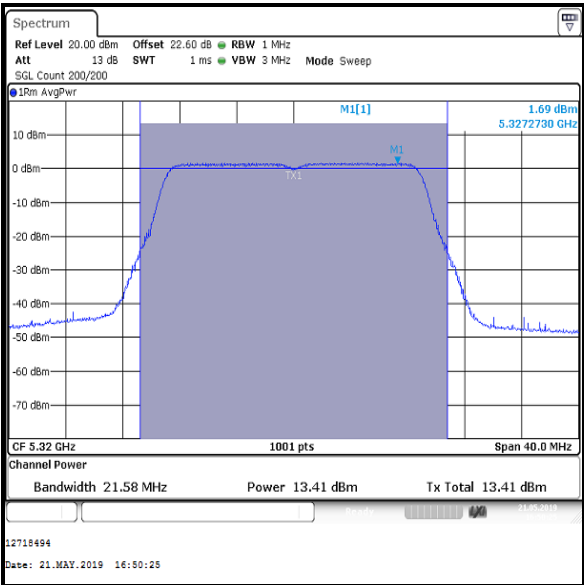 Spectrum
Ref Level 20.00 dBm Offset 22.60 dB RBW 1 MHz
Att 13 dB SWT 1 ms VBW 3 MHz Mode Sweep
SGL Count 200/200
1Rm AvgPwr
M1[1] 1.69 dBm
5.3272730 GHz
10 dBm
M1
0 dBm
TX1
-10 dBm
-20 dBm
-30 dBm
-40 dBm
-50 dBm
-60 dBm
-70 dBm
CF 5.32 GHz 1001 pts Span 40.0 MHz
Channel Power
Bandwidth 21.58 MHz Power 13.41 dBm Tx Total 13.41 dBm
Ready 21.05.2019
12718494
Date: 21.MAY.2019 16:50:25